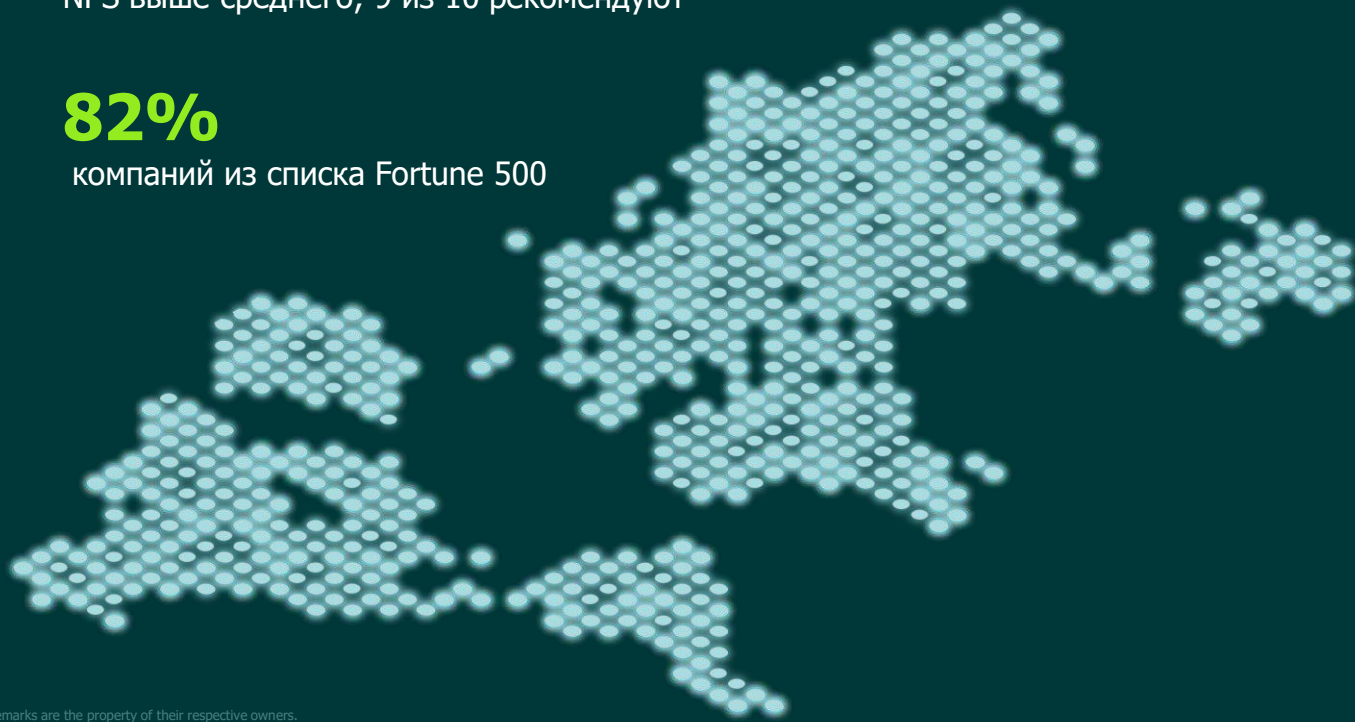 NPS выше среднего, 9 из 10 рекомендуют
82%
компаний из списка Fortune 500
emarks are the property of their respective owners.